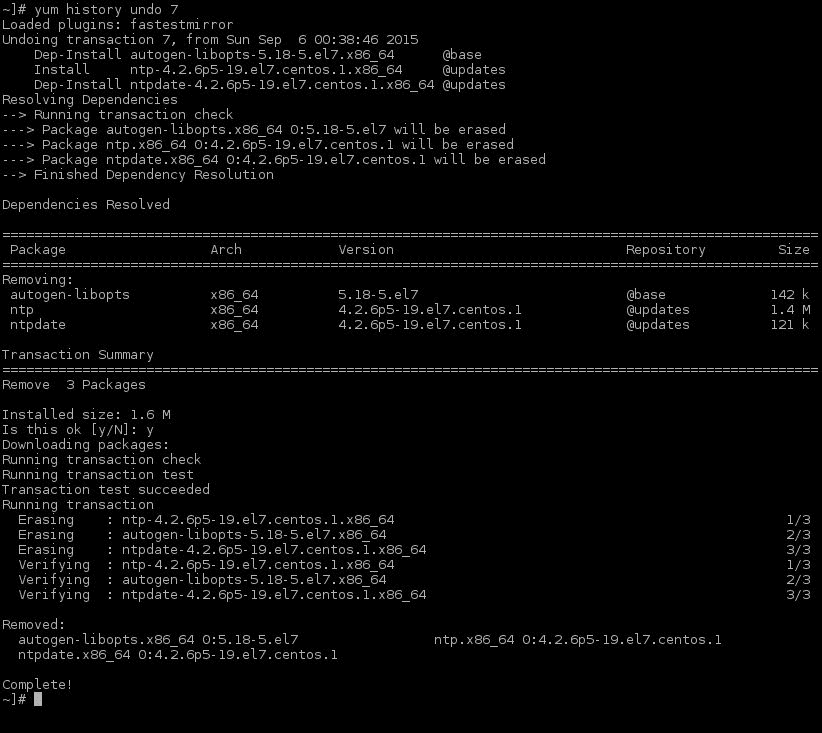 ~]# yum history undo 7
Loaded plugins: fastestmirror
Undoing transaction 7, from Sun Sep  6 00:38:46 2015
    Dep-Install autogen-libopts-5.18-5.el7.x86_64      @base
    Install     ntp-4.2.6p5-19.el7.centos.1.x86_64     @updates
    Dep-Install ntpdate-4.2.6p5-19.el7.centos.1.x86_64 @updates
Resolving Dependencies
--> Running transaction check
---> Package autogen-libopts.x86_64 0:5.18-5.el7 will be erased
---> Package ntp.x86_64 0:4.2.6p5-19.el7.centos.1 will be erased
---> Package ntpdate.x86_64 0:4.2.6p5-19.el7.centos.1 will be erased
--> Finished Dependency Resolution

Dependencies Resolved

======================================================================================================
 Package                  Arch            Version                             Repository         Size
======================================================================================================
Removing:
 autogen-libopts          x86_64          5.18-5.el7                          @base             142 k
 ntp                      x86_64          4.2.6p5-19.el7.centos.1             @updates          1.4 M
 ntpdate                  x86_64          4.2.6p5-19.el7.centos.1             @updates          121 k

Transaction Summary
======================================================================================================
Remove  3 Packages

Installed size: 1.6 M
Is this ok [y/N]: y
Downloading packages:
Running transaction check
Running transaction test
Transaction test succeeded
Running transaction
  Erasing    : ntp-4.2.6p5-19.el7.centos.1.x86_64                                                 1/3
  Erasing    : autogen-libopts-5.18-5.el7.x86_64                                                  2/3
  Erasing    : ntpdate-4.2.6p5-19.el7.centos.1.x86_64                                             3/3
  Verifying  : ntp-4.2.6p5-19.el7.centos.1.x86_64                                                 1/3
  Verifying  : autogen-libopts-5.18-5.el7.x86_64                                                  2/3
  Verifying  : ntpdate-4.2.6p5-19.el7.centos.1.x86_64                                             3/3

Removed:
  autogen-libopts.x86_64 0:5.18-5.el7                 ntp.x86_64 0:4.2.6p5-19.el7.centos.1
  ntpdate.x86_64 0:4.2.6p5-19.el7.centos.1

Complete!
~]#